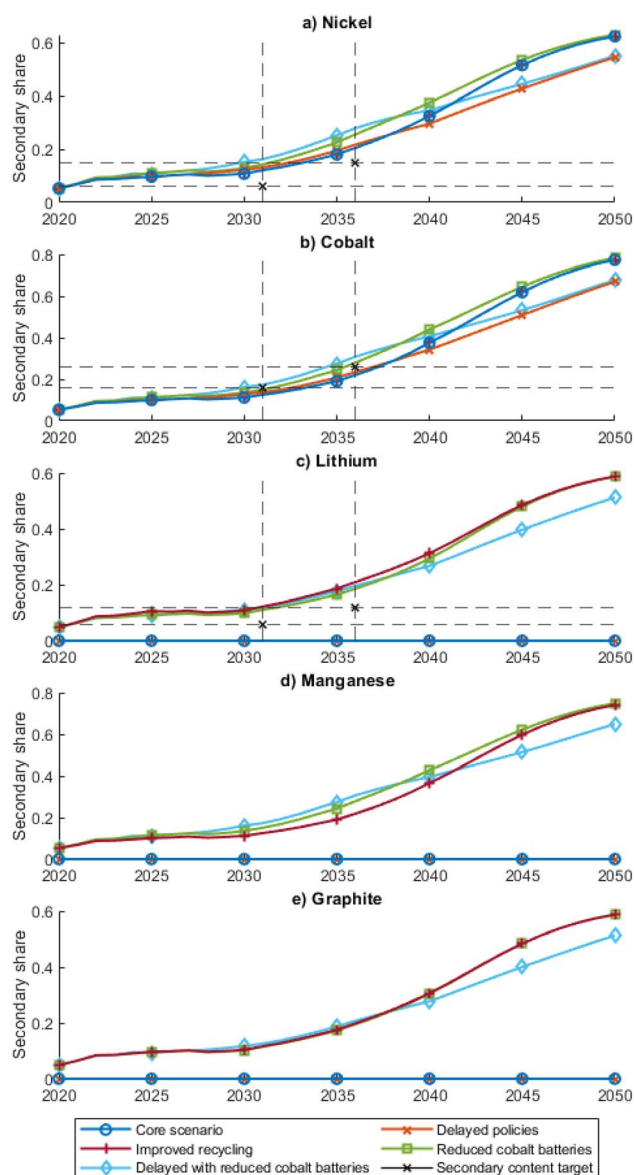 a) Nickel
Secondary share
0.6
0.4
0.2
0
2020 2025 2030 2035 2040 2045 2050
b) Cobalt
Secondary share
0.8
0.6
0.4
0.2
0
2020 2025 2030 2035 2040 2045 2050
c) Lithium
Secondary share
0.6
0.4
0.2
0
2020 2025 2030 2035 2040 2045 2050
d) Manganese
Secondary share
0.8
0.6
0.4
0.2
0
2020 2025 2030 2035 2040 2045 2050
e) Graphite
Secondary share
0.6
0.4
0.2
0
2020 2025 2030 2035 2040 2045 2050
Core scenario Delayed policies
Improved recycling Reduced cobalt batteries
Delayed with reduced cobalt batteries Secondary content target